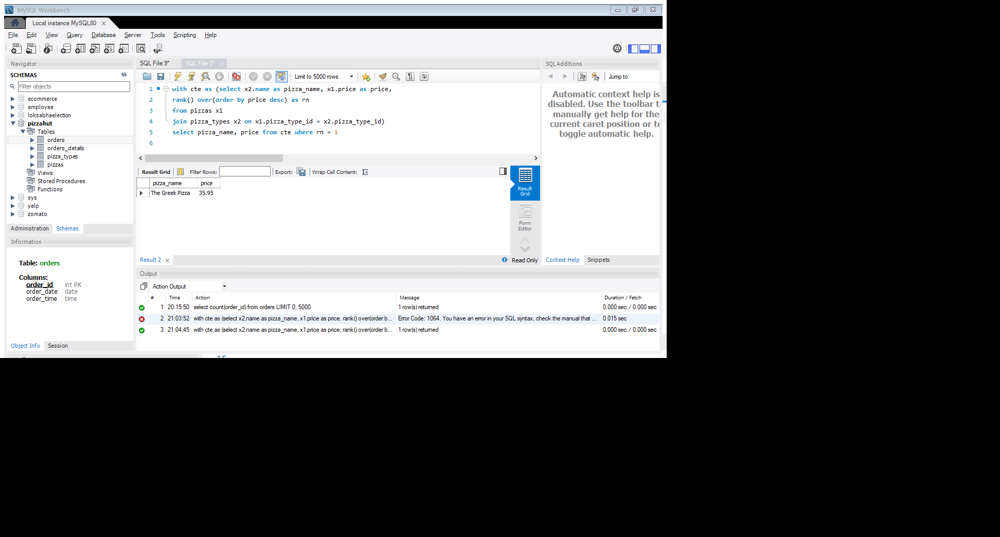 MySQL Workbench
Local instance MySQL80
File Edit View Query Database Server Tools Scripting Help
Navigator
SCHEMAS
Filter objects
ecommerce
employee
loksabhaelection
pizzahut
Tables
orders
orders_details
pizza_types
pizzas
Views
Stored Procedures
Functions
sys
yelp
zomato
Administration Schemas
Information
Table: orders
Columns:
order_id int PK
order_date date
order_time time
Object Info Session
SQL File 9* SQL File 3*
Limit to 5000 rows
1 with cte as (select x2.name as pizza_name, x1.price as price,
2 rank() over(order by price desc) as rn
3 from pizzas x1
4 join pizza_types x2 on x1.pizza_type_id = x2.pizza_type_id)
5 select pizza_name, price from cte where rn = 1
6
Result Grid Filter Rows: Export: Wrap Cell Content:
pizza_name price
The Greek Pizza 35.95
Result Grid
Form Editor
Result 2 Read Only
SQLAdditions
Jump to
Automatic context help is
disabled. Use the toolbar t
manually get help for the
current caret position or to
toggle automatic help.
Context Help Snippets
Output
Action Output
# Time Action Message Duration / Fetch
1 20:15:50 select count(order_id) from orders LIMIT 0, 5000 1 row(s) returned 0.000 sec / 0.000 sec
2 21:03:52 with cte as (select x2.name as pizza_name, x1.price as price, rank() over(order b... Error Code: 1064. You have an error in your SQL syntax; check the manual that ... 0.015 sec
3 21:04:45 with cte as (select x2.name as pizza_name, x1.price as price, rank() over(order b... 1 row(s) returned 0.000 sec / 0.000 sec
15